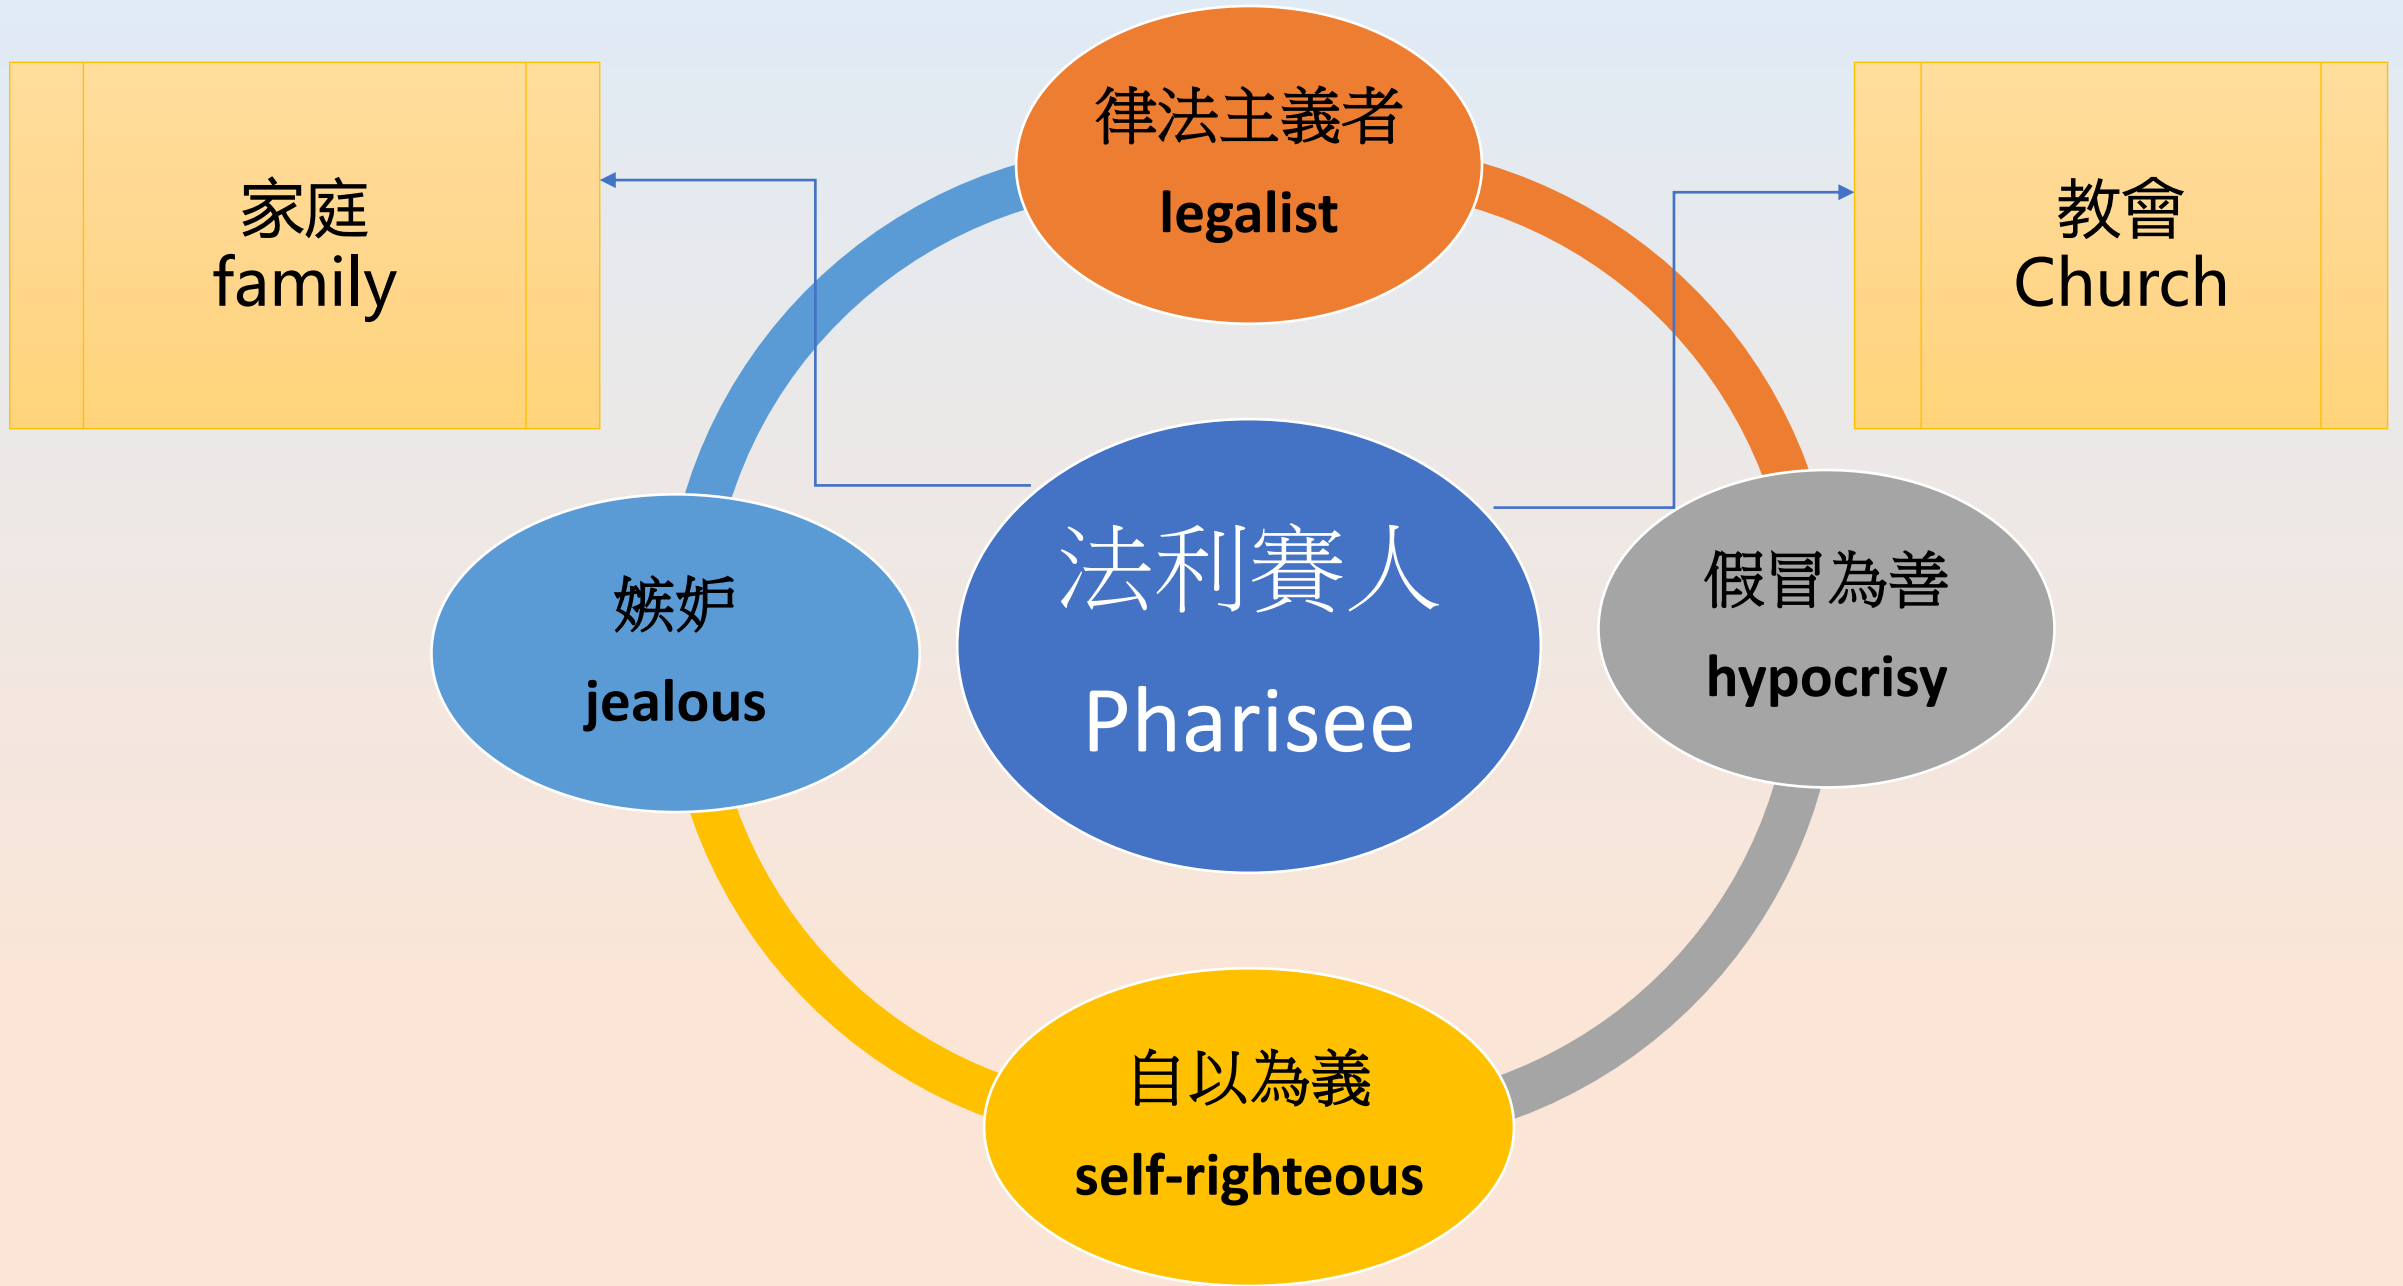 律法主義者
legalist
家庭
family
教會
Church
法利賽人
Pharisee
嫉妒
jealous
假冒為善
hypocrisy
自以為義
self-righteous